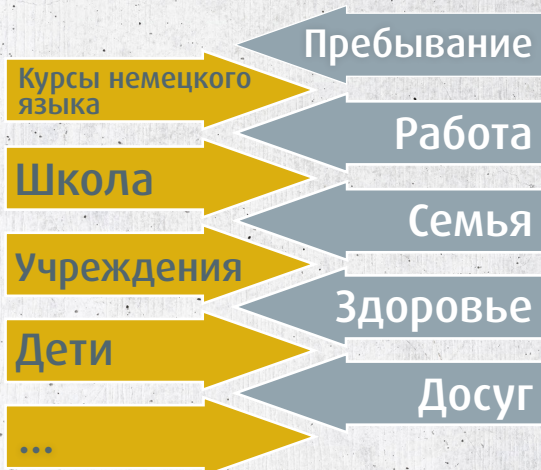 Пребывание
Курсы немецкого
языка
Работа
Школа
Семья
Учреждения
Здоровье
Дети
Досуг
...